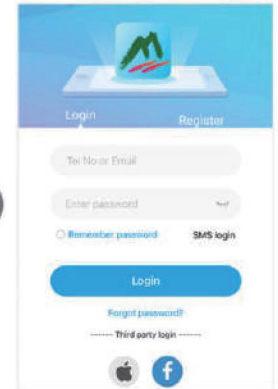 Login Register
Tel No or Email
Enter password
Remember password SMS login
Login
Forgot password?
------ Third party login ------